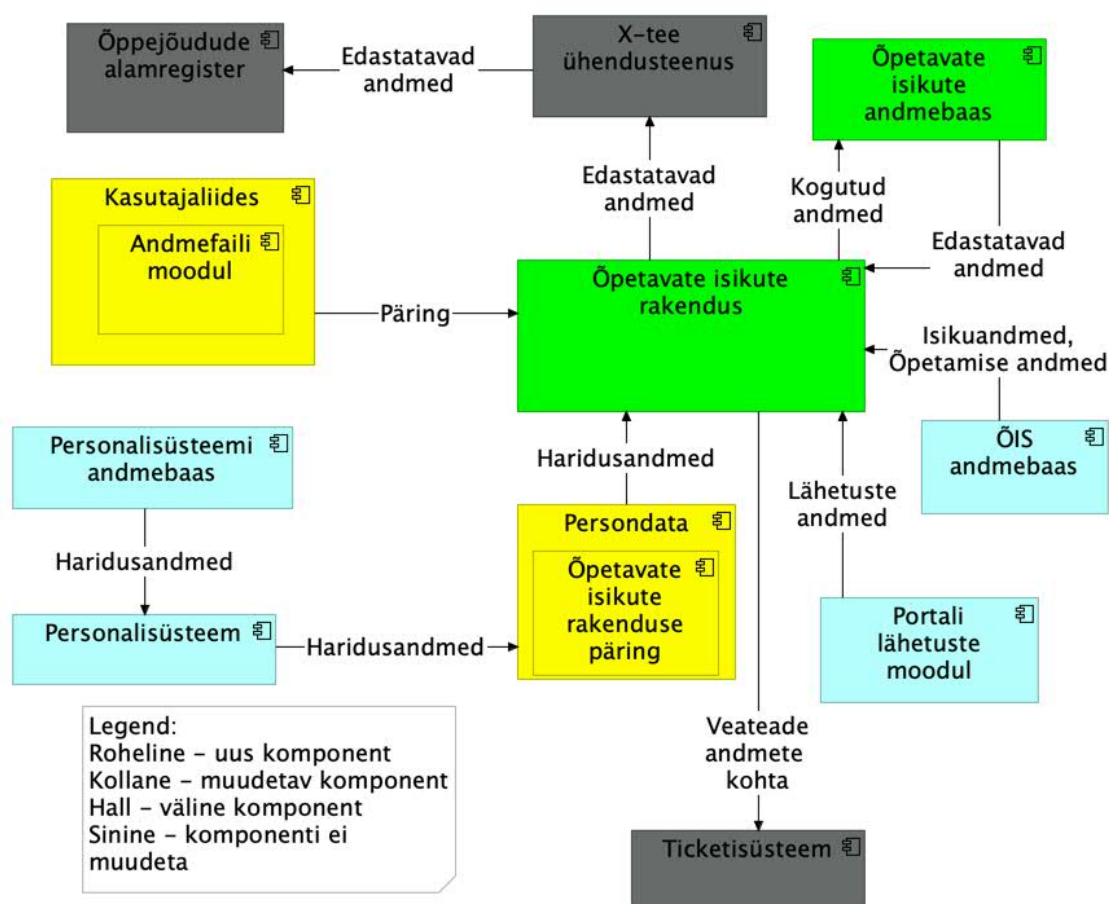 Õppejõudude
alamregister
Edastatavad
andmed
X-tee
ühendusteenus
Õpetavate
isikute
andmebaas
Kasutajaliides
Andmefaili
moodul
Edastatavad
andmed
Kogutud
andmed
Edastatavad
andmed
Päring
Õpetavate isikute
rakendus
Isikuandmed,
Õpetamise andmed
Personalisüsteemi
andmebaas
Haridusandmed
ÕIS
andmebaas
Lähetuste
andmed
Haridusandmed
Persondata
Õpetavate
isikute
rakenduse
päring
Personalisüsteem
Haridusandmed
Portali
lähetuste
moodul
Legend:
Roheline – uus komponent
Kollane – muudetav komponent
Hall – väline komponent
Sinine – komponenti ei
muudeta
Veateade
andmete
kohta
Ticketisüsteem